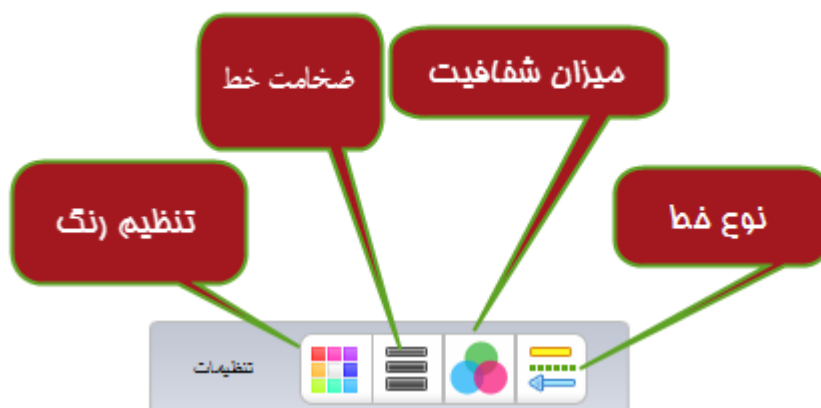 میزان شفافیت
ضخامت خط
نوع خط
تنظیم رنگ
تنظیمات